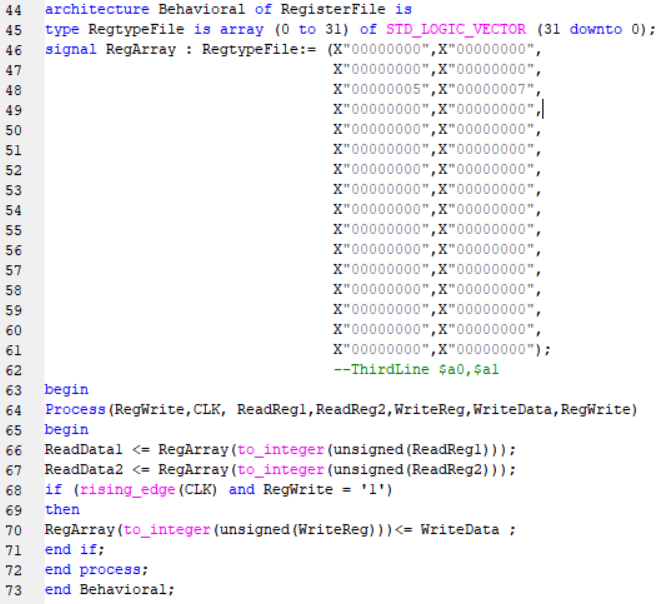 44 architecture Behavioral of RegisterFile is
45 type RegtypeFile is array (0 to 31) of STD_LOGIC_VECTOR (31 downto 0);
46 signal RegArray : RegtypeFile:= (X"00000000",X"00000000",
47 X"00000000",X"00000000",
48 X"00000005",X"00000007",
49 X"00000000",X"00000000",
50 X"00000000",X"00000000",
51 X"00000000",X"00000000",
52 X"00000000",X"00000000",
53 X"00000000",X"00000000",
54 X"00000000",X"00000000",
55 X"00000000",X"00000000",
56 X"00000000",X"00000000",
57 X"00000000",X"00000000",
58 X"00000000",X"00000000",
59 X"00000000",X"00000000",
60 X"00000000",X"00000000",
61 X"00000000",X"00000000");
62 --ThirdLine $a0,$a1
63 begin
64 Process(RegWrite,CLK, ReadReg1,ReadReg2,WriteReg,WriteData,RegWrite)
65 begin
66 ReadData1 <= RegArray(to_integer(unsigned(ReadReg1)));
67 ReadData2 <= RegArray(to_integer(unsigned(ReadReg2)));
68 if (rising_edge(CLK) and RegWrite = '1')
69 then
70 RegArray(to_integer(unsigned(WriteReg)))<= WriteData ;
71 end if;
72 end process;
73 end Behavioral;